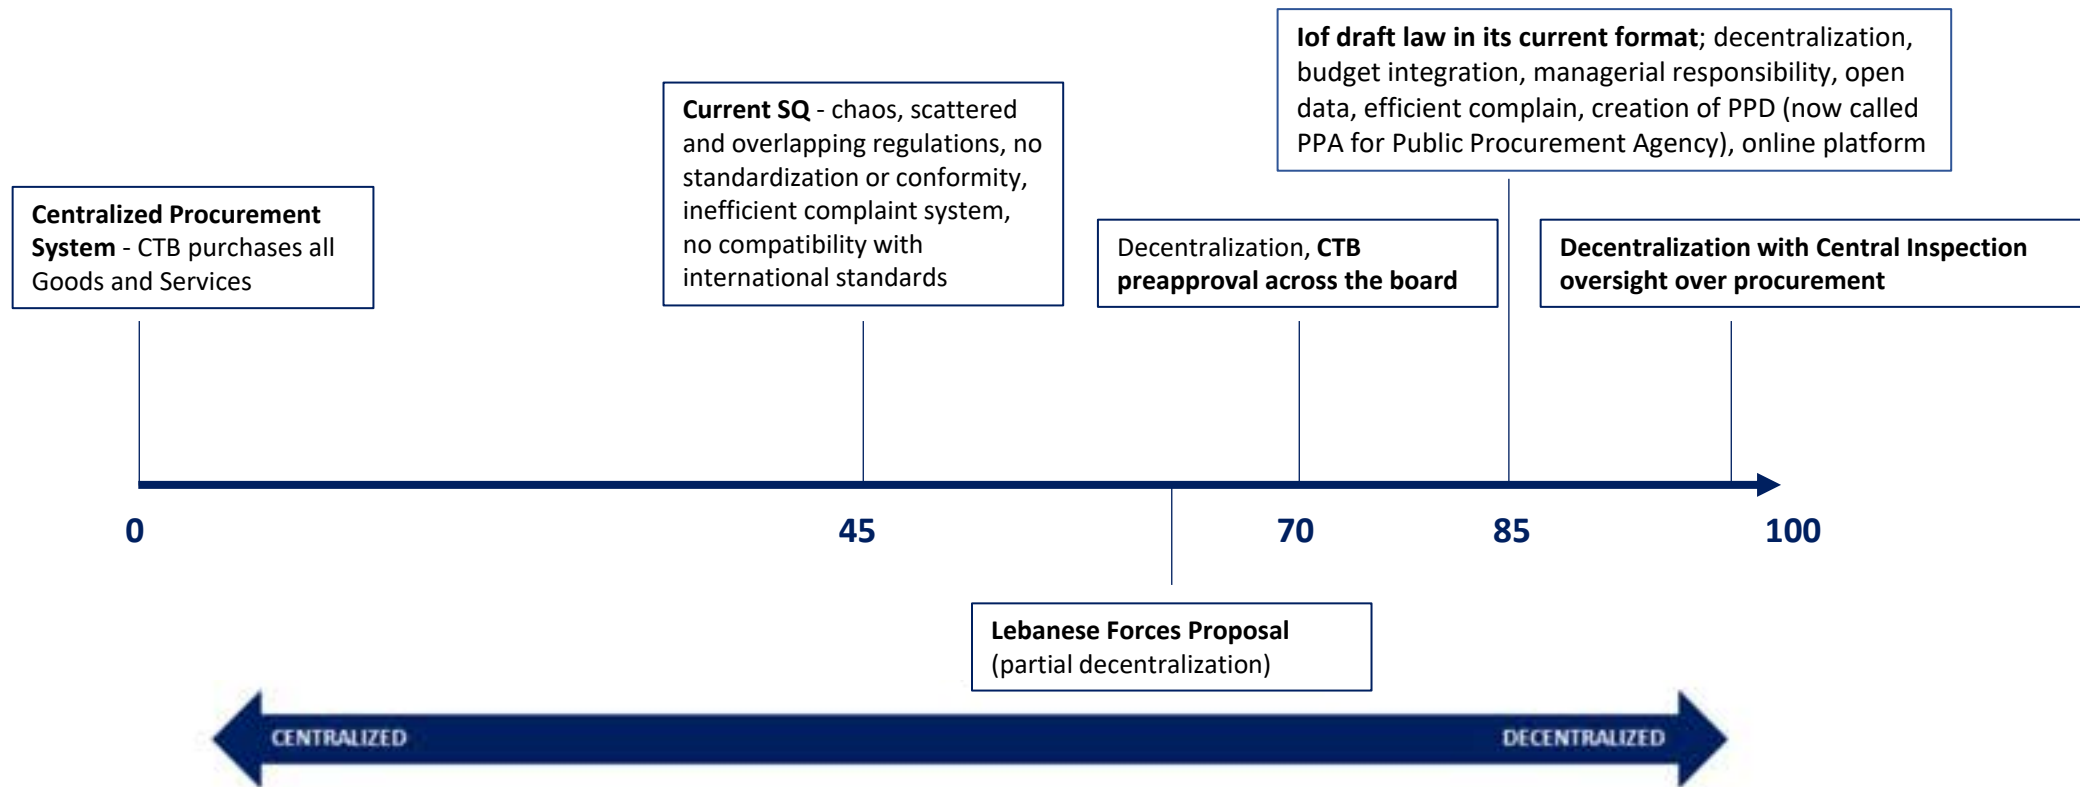 Iof draft law in its current format; decentralization,
budget integration, managerial responsibility, open
data, efficient complain, creation of PPD (now called
PPA for Public Procurement Agency), online platform
Current SQ - chaos, scattered
and overlapping regulations, no
standardization or conformity,
inefficient complaint system,
no compatibility with
international standards
Centralized Procurement
System - CTB purchases all
Goods and Services
Decentralization, CTB
preapproval across the board
Decentralization with Central Inspection
oversight over procurement
0
45
70
85
100
Lebanese Forces Proposal
(partial decentralization)
CENTRALIZED
DECENTRALIZED